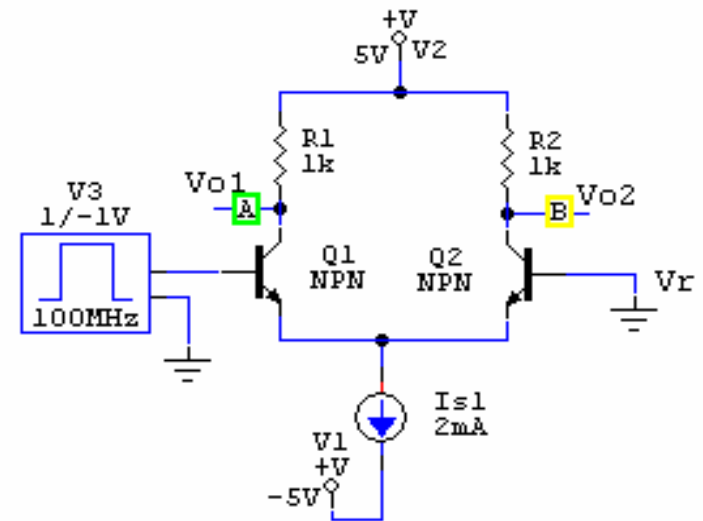 +V
5V V2
R1
1k
R2
1k
Vo1
A
B
Vo2
V3
1/-1V
100MHz
Q1
NPN
Q2
NPN
Vr
Is1
2mA
V1
+V
-5V